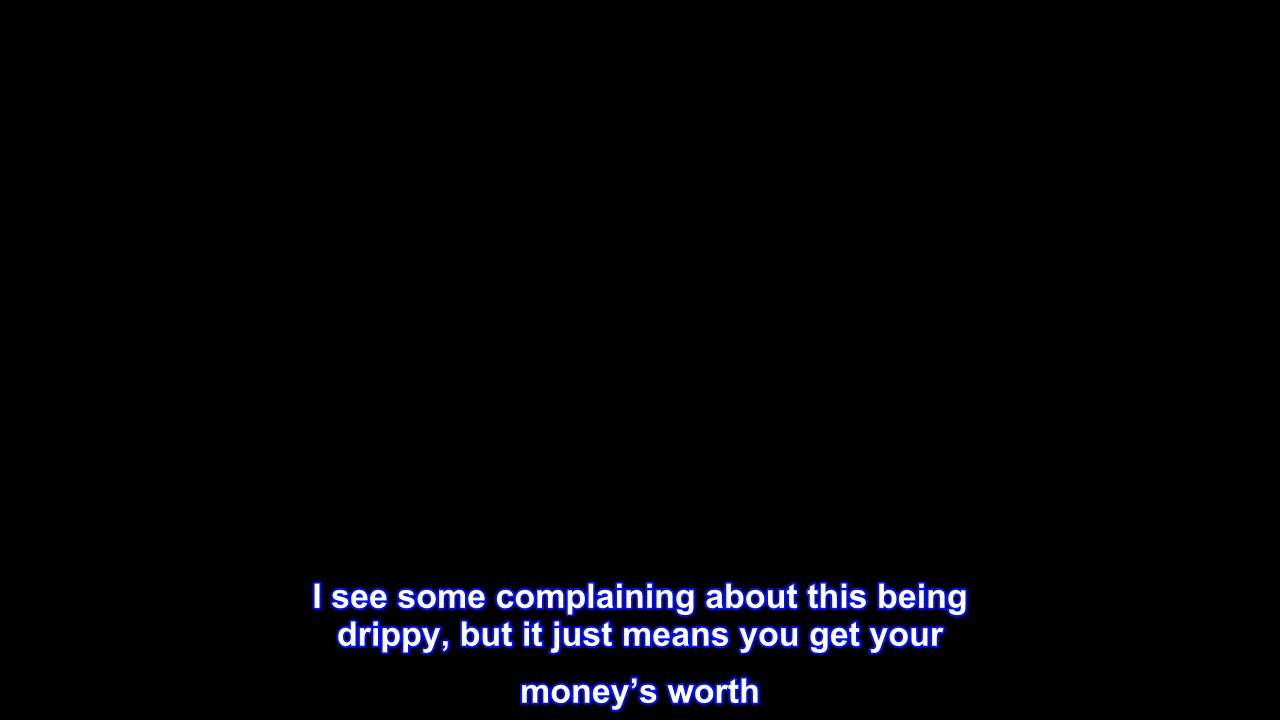 I see some complaining about this being
drippy, but it just means you get your
money’s worth